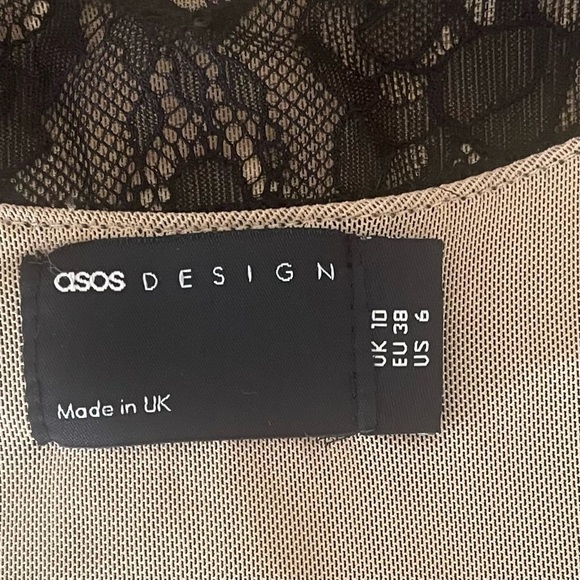 asos DESIGN
Made in UK
UK 10
EU 38
US 6